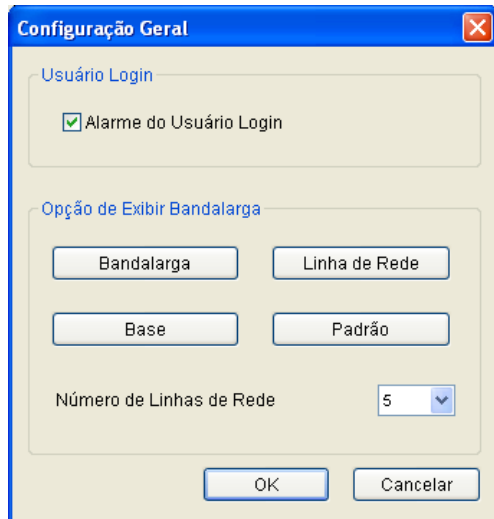 Configuração Geral
Usuário Login
Alarme do Usuário Login
Opção de Exibir Bandalarga
Bandalarga
Linha de Rede
Base
Padrão
Número de Linhas de Rede
5
OK
Cancelar